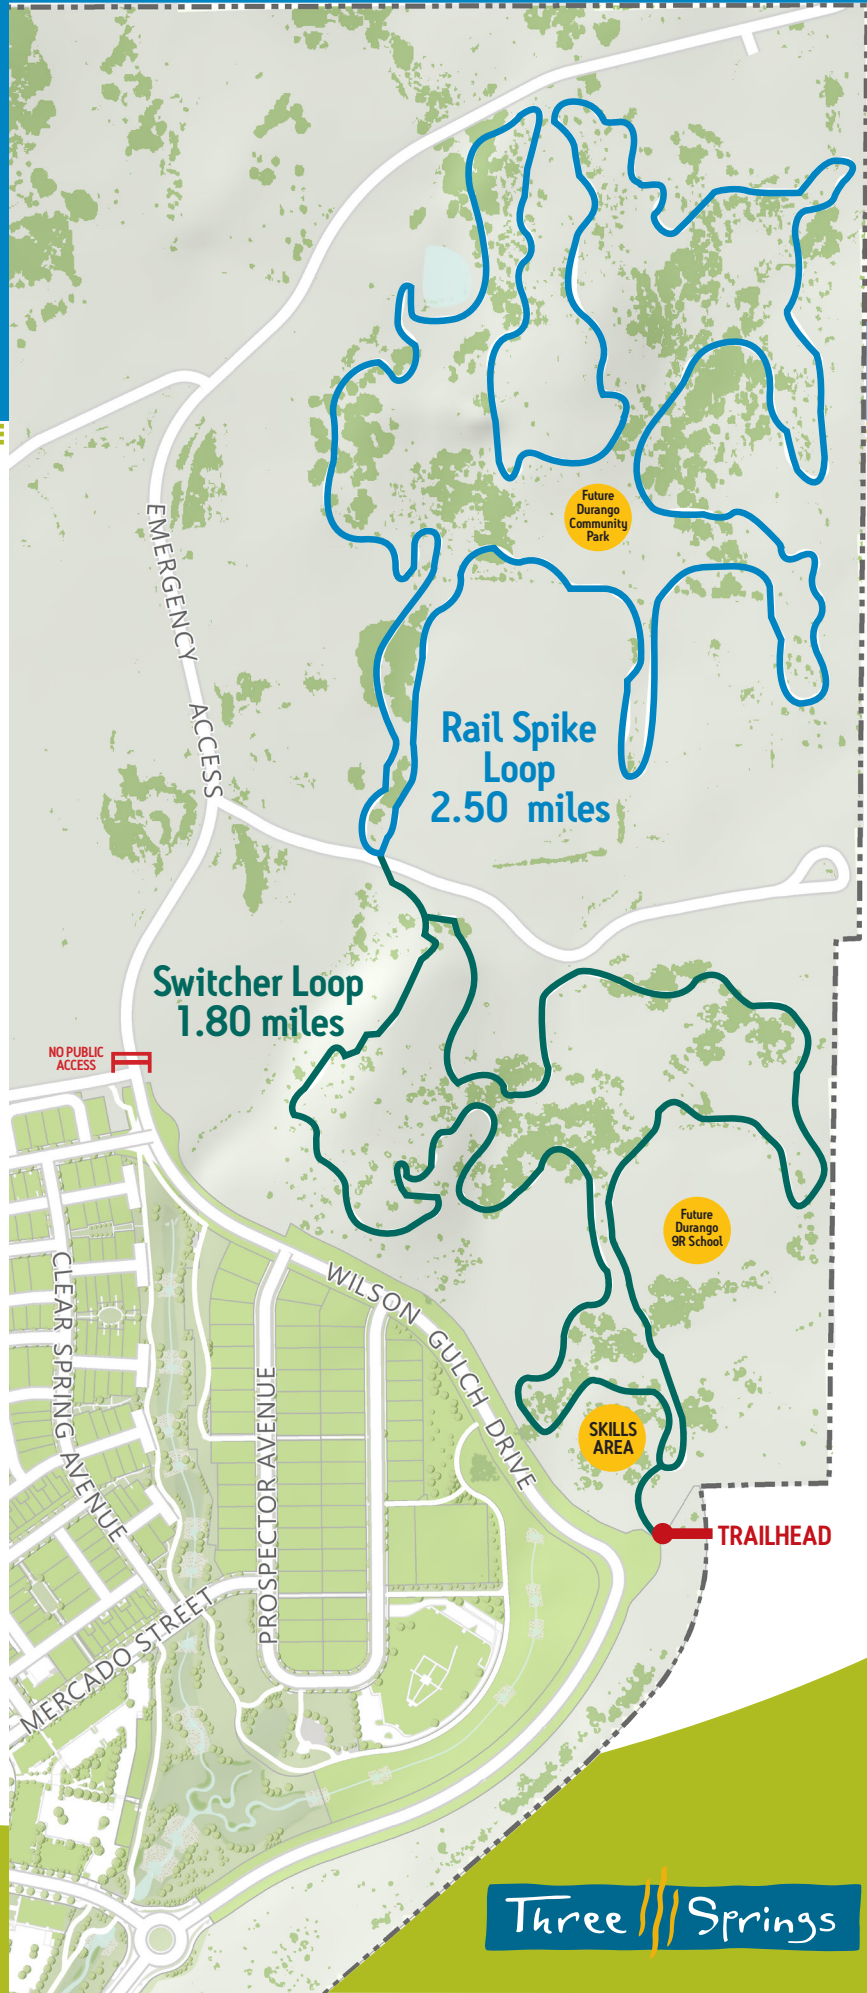 Future
Durango
Community
Park
EMERGENCY ACCESS
Rail Spike
Loop
2.50 miles
Switcher Loop
1.80 miles
NO PUBLIC
ACCESS
Future
Durango
9R School
WILSON GULCH DRIVE
CLEAR SPRING AVENUE
PROSPECTOR AVENUE
SKILLS
AREA
TRAILHEAD
MERCADO STREET
Three Springs